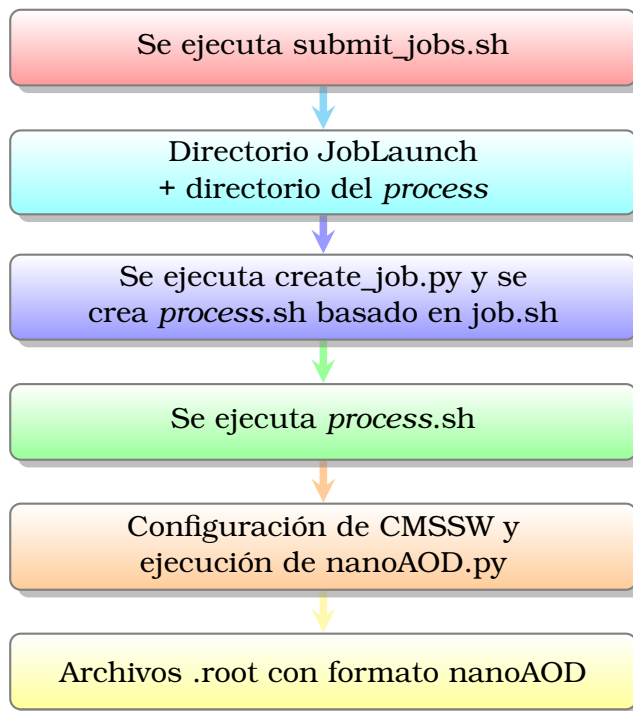 Se ejecuta submit_jobs.sh
Directorio JobLaunch
+ directorio del process
Se ejecuta create_job.py y se
crea process.sh basado en job.sh
Se ejecuta process.sh
Configuración de CMSSW y
ejecución de nanoAOD.py
Archivos .root con formato nanoAOD